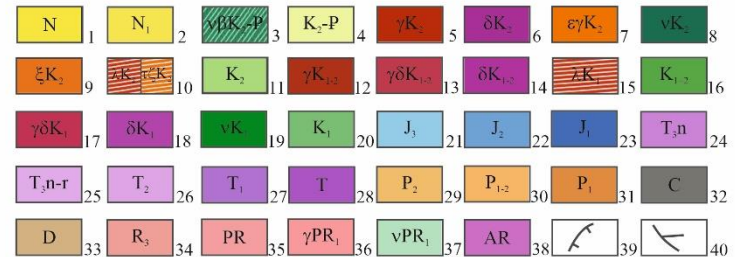 N 1 N₁ 2 νβK₂-P 3 K₂-P 4 γK₂ 5 δK₂ 6 εγK₂ 7 νK₂ 8
ξK₂ 9 λK τζK 10 K₂ 11 γK₁₋₂ 12 γδK₁₋₂ 13 δK₁₋₂ 14 λK₁ 15 K₁₋₂ 16
γδK₁ 17 δK₁ 18 νK 19 K₁ 20 J₃ 21 J₂ 22 J₁ 23 T₃n 24
T₃n-r 25 T₂ 26 T₁ 27 T 28 P₂ 29 P₁₋₂ 30 P₁ 31 C 32
D 33 R₃ 34 PR 35 γPR₁ 36 νPR₁ 37 AR 38 39 40